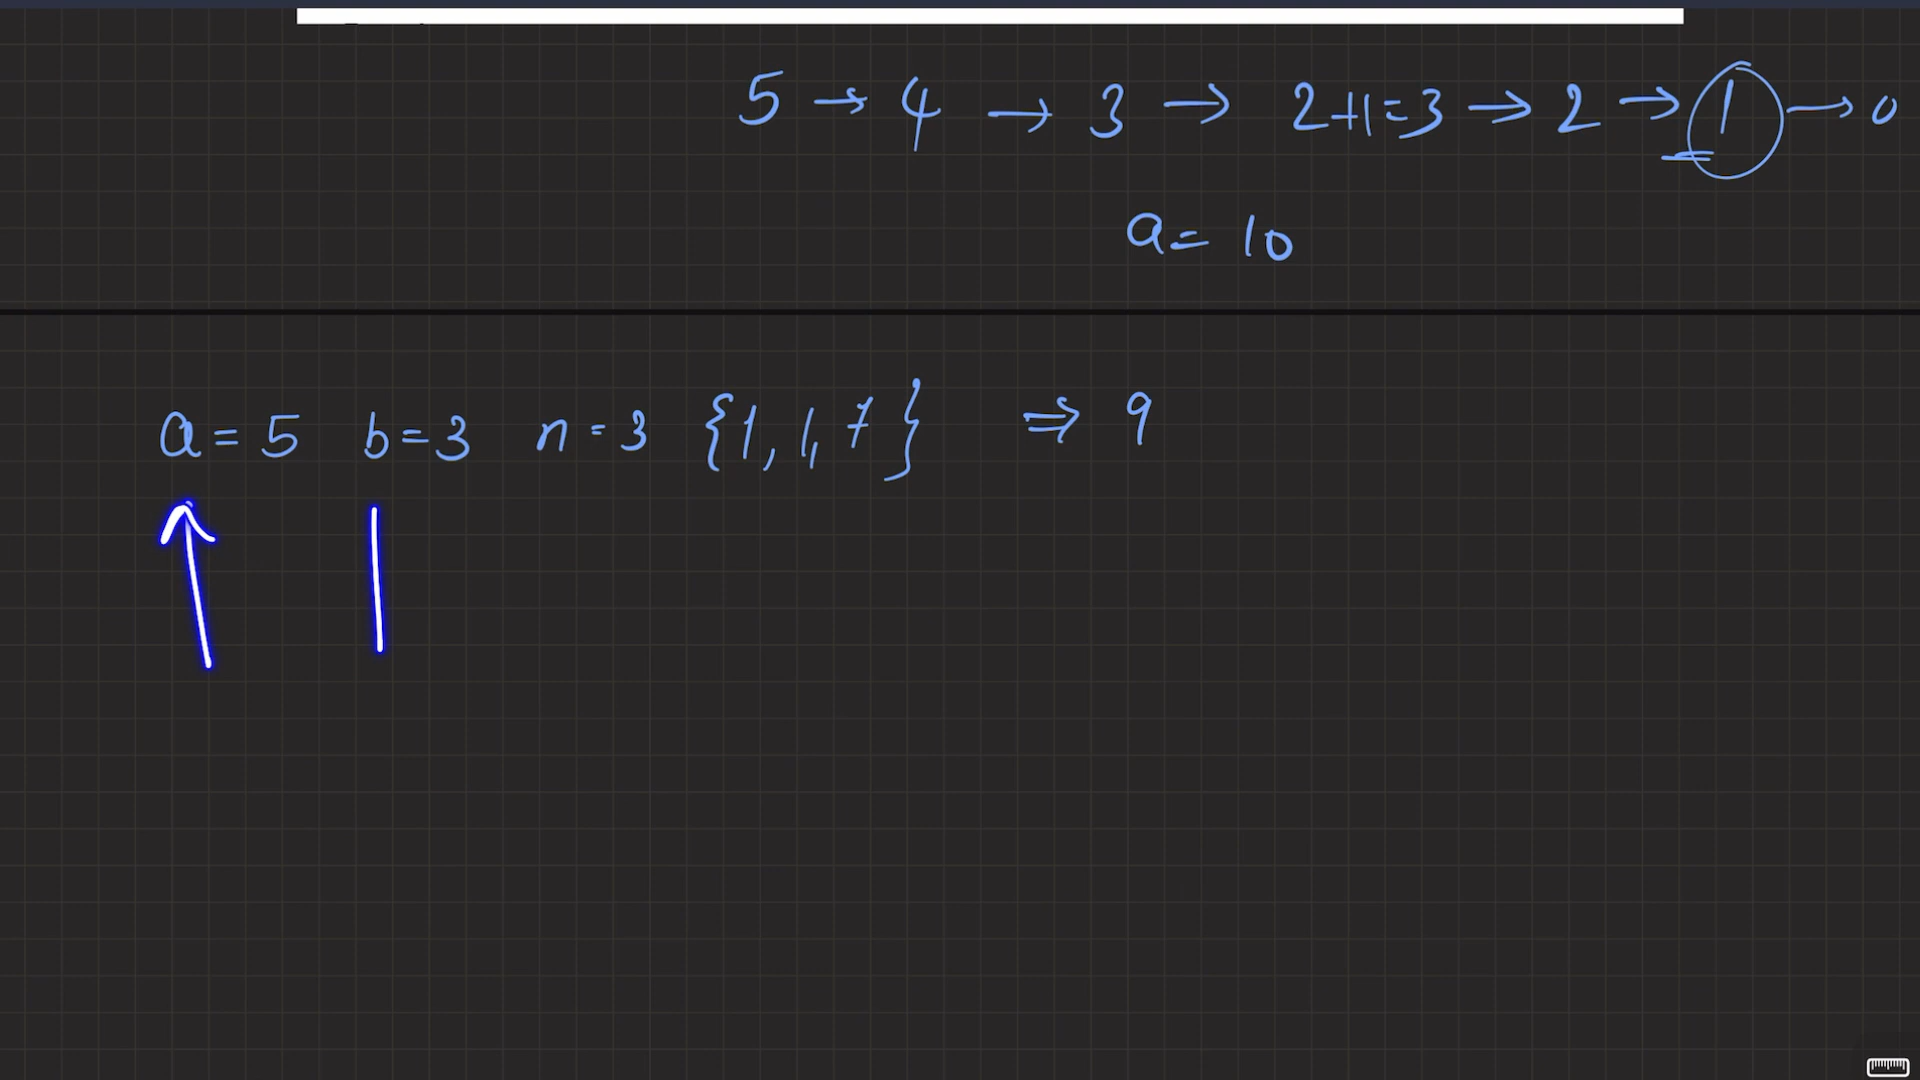 5 → 4 → 3 → 2+1=3 → 2 → 1 → 0
a = 10
a = 5 b = 3 n = 3 {1, 1, 7} ⇒ 9